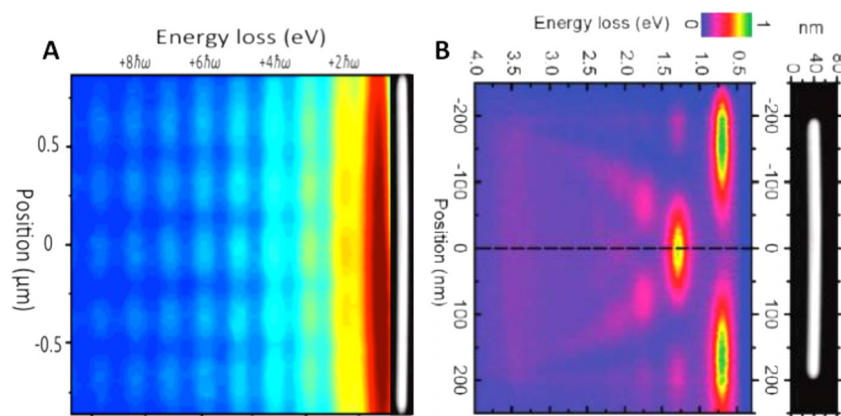 A
Energy loss (eV)
+8ħω +6ħω +4ħω +2ħω
Position (μm)
0.5
0
-0.5
B
Energy loss (eV) 0 1
nm
4.0 3.5 3.0 2.5 2.0 1.5 1.0 0.5
0 40 80
-200 -200
-100 -100
Position (nm)
0 0
100 100
200 200